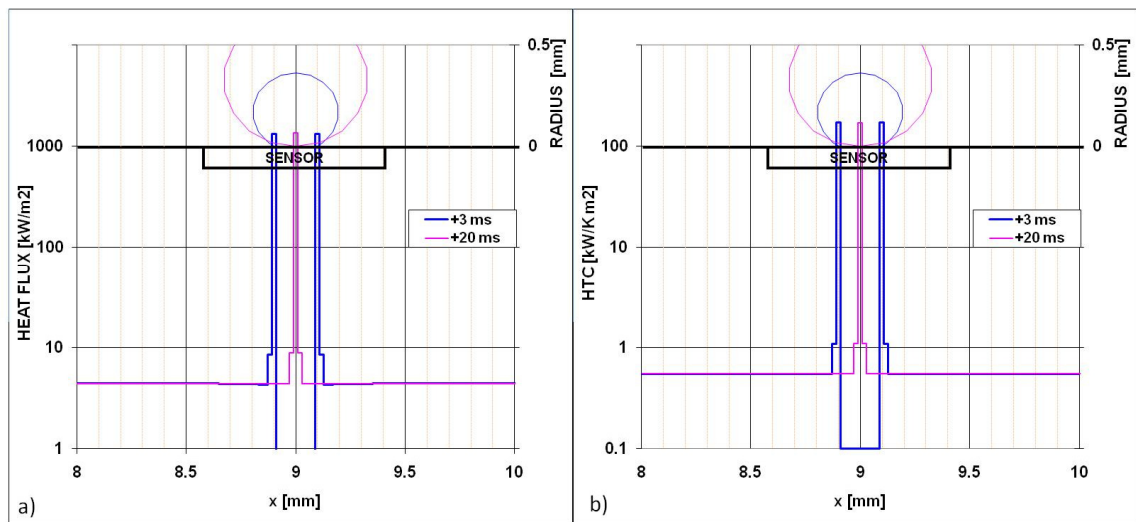 0.5
RADIUS [mm]
0
1000
100
10
1
HEAT FLUX [kW/m2]
SENSOR
+3 ms
+20 ms
8
8.5
9
9.5
10
x [mm]
a)
0.5
RADIUS [mm]
0
100
10
1
0.1
HTC [kW/K m2]
SENSOR
+3 ms
+20 ms
8
8.5
9
9.5
10
x [mm]
b)